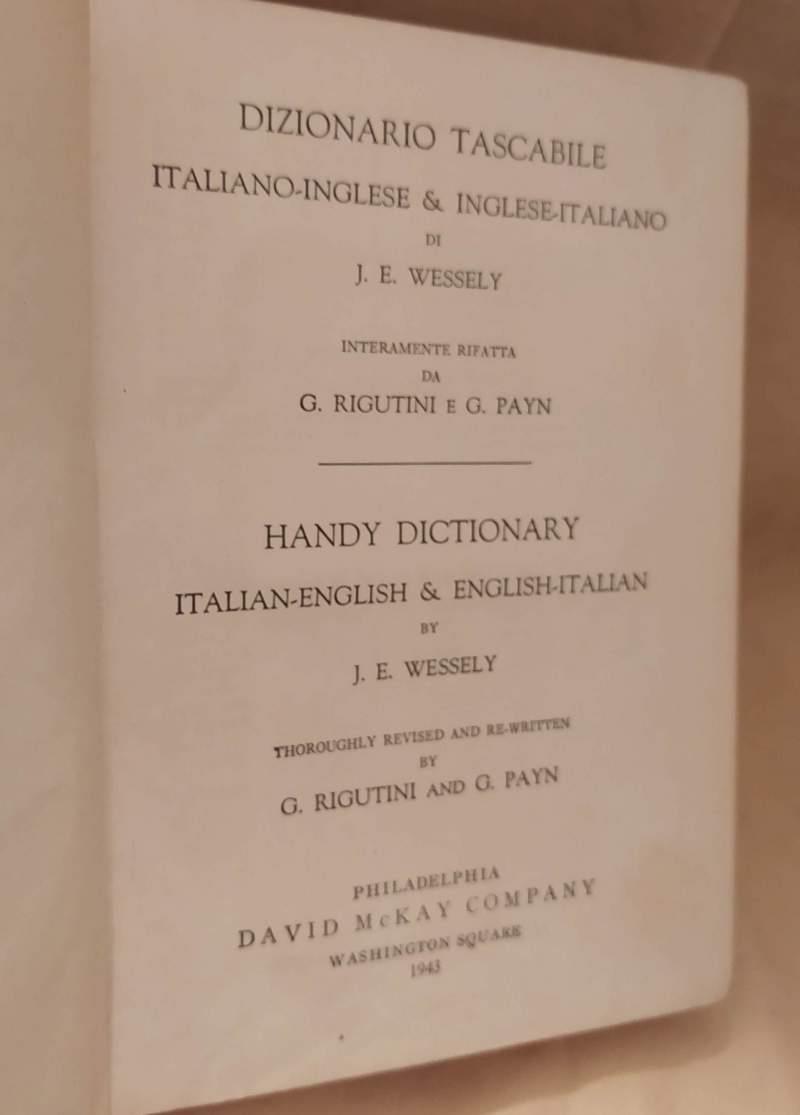 DIZIONARIO TASCABILE
ITALIANO-INGLESE & INGLESE-ITALIANO
DI
J. E. WESSELY
INTERAMENTE RIFATTA
DA
G. RIGUTINI E G. PAYN
HANDY DICTIONARY
ITALIAN-ENGLISH & ENGLISH-ITALIAN
BY
J. E. WESSELY
THOROUGHLY REVISED AND RE-WRITTEN
BY
G. RIGUTINI AND G. PAYN
PHILADELPHIA
DAVID McKAY COMPANY
WASHINGTON SQUARE
1943